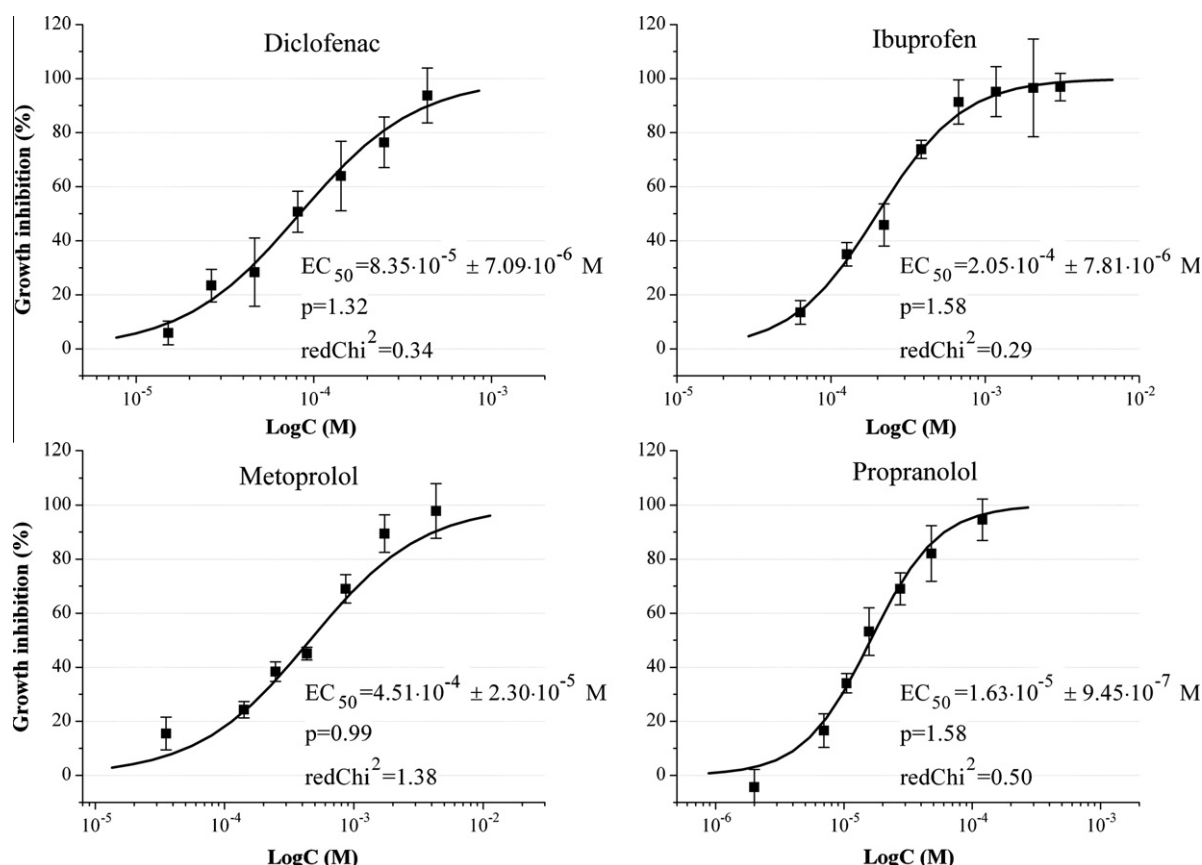 Diclofenac
Growth inhibition (%)
120
100
80
60
40
20
0
EC50=8.35·10-5 ± 7.09·10-6 M
p=1.32
redChi2=0.34
10-5 10-4 10-3
LogC (M)
Ibuprofen
120
100
80
60
40
20
0
EC50=2.05·10-4 ± 7.81·10-6 M
p=1.58
redChi2=0.29
10-5 10-4 10-3 10-2
LogC (M)
Metoprolol
Growth inhibition (%)
120
100
80
60
40
20
0
EC50=4.51·10-4 ± 2.30·10-5 M
p=0.99
redChi2=1.38
10-5 10-4 10-3 10-2
LogC (M)
Propranolol
120
100
80
60
40
20
0
EC50=1.63·10-5 ± 9.45·10-7 M
p=1.58
redChi2=0.50
10-6 10-5 10-4 10-3
LogC (M)